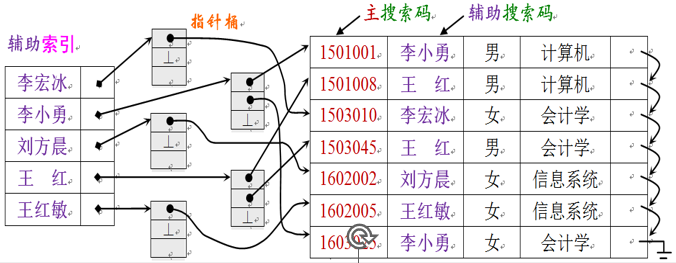 主搜索码 辅助搜索码
指针桶
辅助索引
李宏冰
李小勇
刘方晨
王 红
王红敏
⊥
⊥
⊥
⊥
⊥
1501001 李小勇 男 计算机
1501008 王 红 男 计算机
1503010 李宏冰 女 会计学
1503045 王 红 男 会计学
1602002 刘方晨 女 信息系统
1602005 王红敏 女 信息系统
李小勇 女 会计学